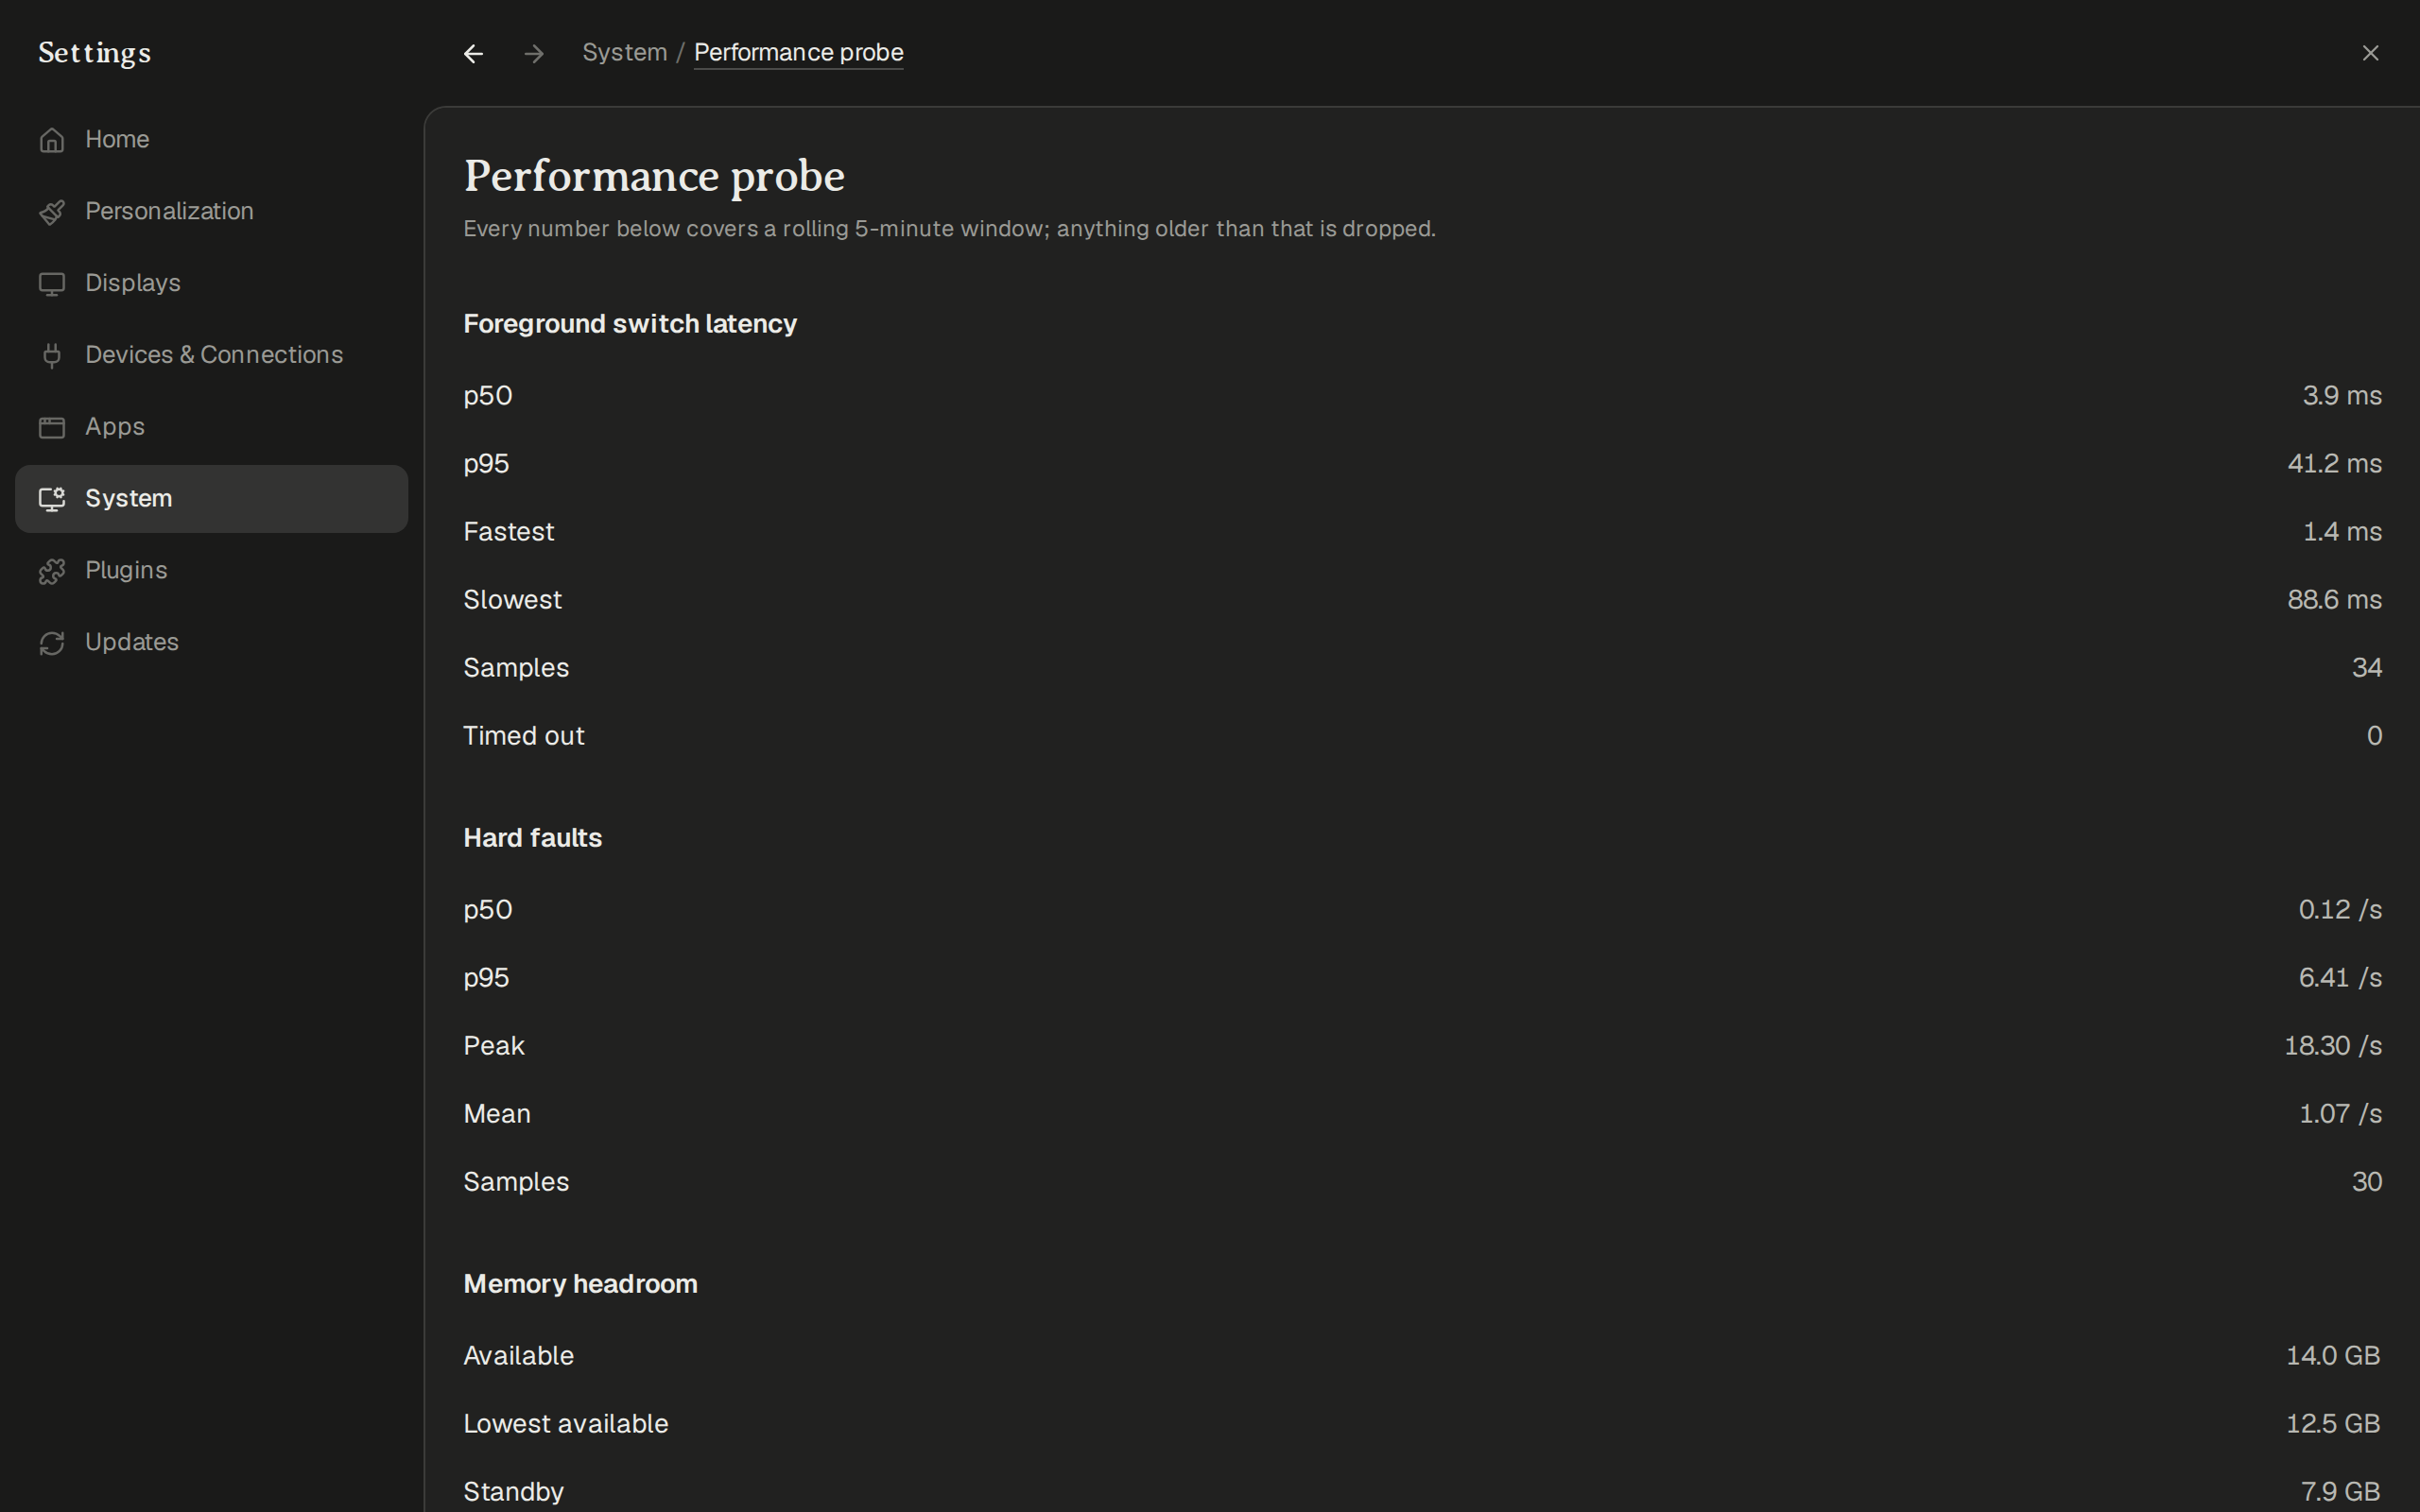 Settings
Home
Personalization
Displays
Devices & Connections
Apps
System
Plugins
Updates
System / Performance probe
Performance probe
Every number below covers a rolling 5-minute window; anything older than that is dropped.
Foreground switch latency
p50 3.9 ms
p95 41.2 ms
Fastest 1.4 ms
Slowest 88.6 ms
Samples 34
Timed out 0
Hard faults
p50 0.12 /s
p95 6.41 /s
Peak 18.30 /s
Mean 1.07 /s
Samples 30
Memory headroom
Available 14.0 GB
Lowest available 12.5 GB
Standby 7.9 GB